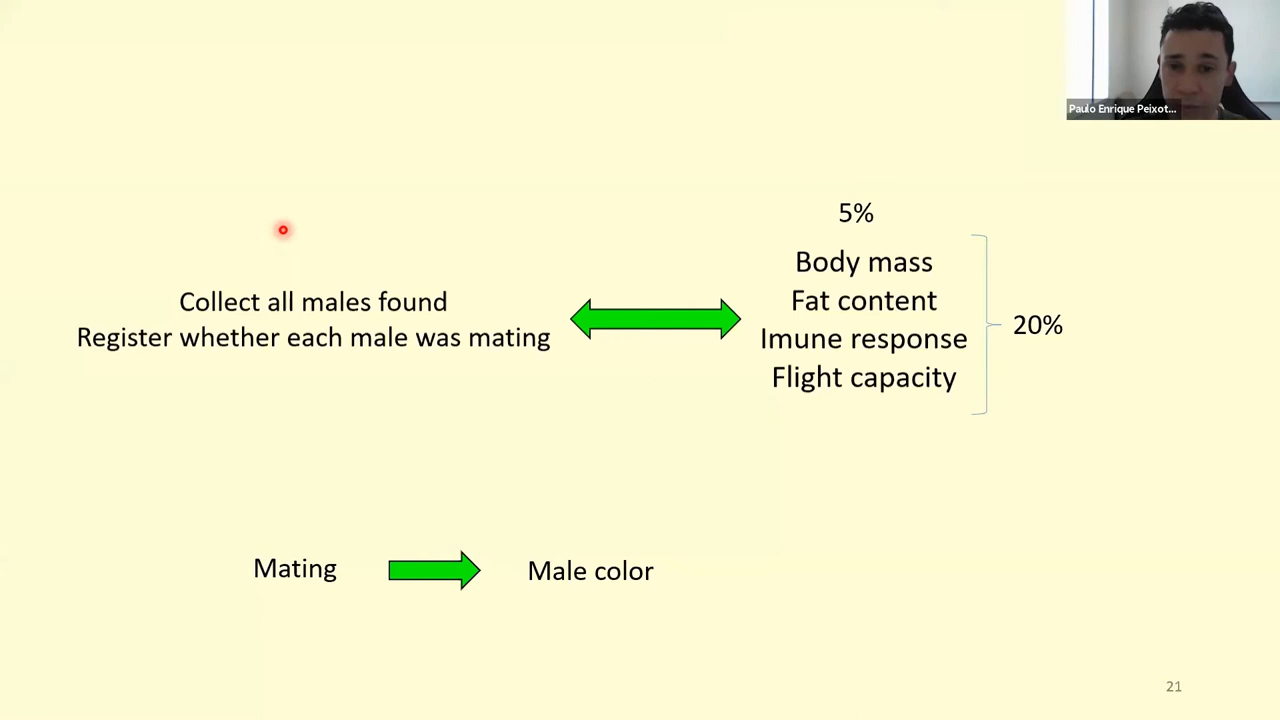 Paulo Enrique Peixot...
5%
Collect all males found
Register whether each male was mating
Body mass
Fat content
Imune response
Flight capacity
20%
Mating
Male color
21